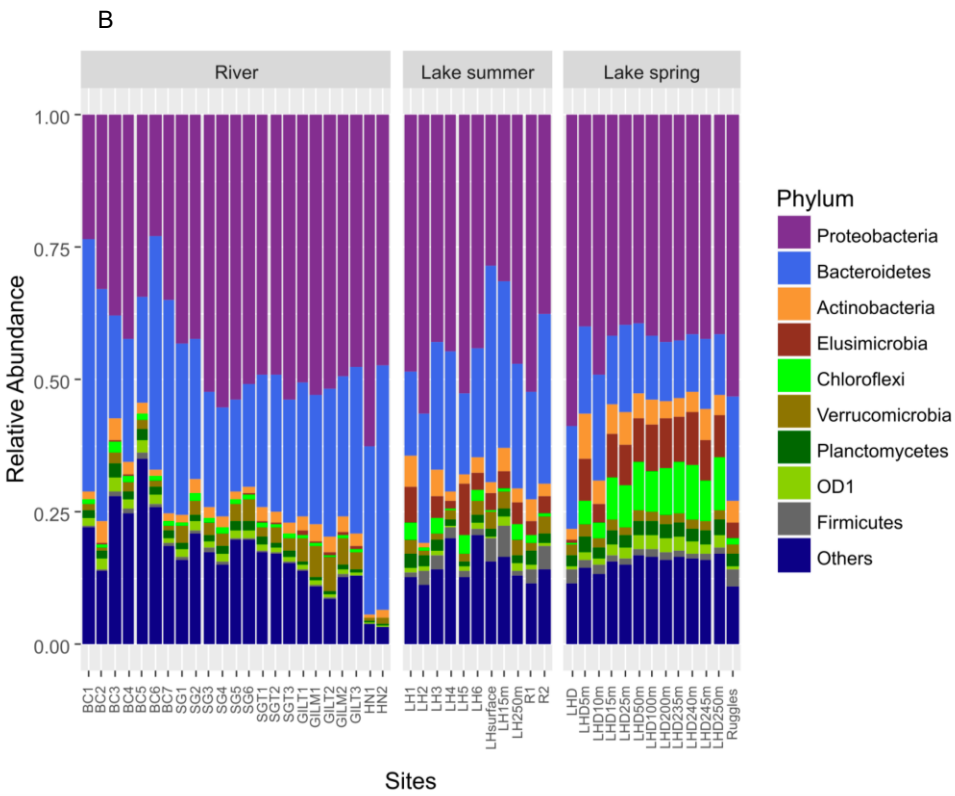 B
River Lake summer Lake spring
1.00
0.75
0.50
0.25
0.00
Relative Abundance
BC1 BC2 BC3 BC4 BC5 BC6 BC7 SG1 SG2 SG3 SG4 SG5 SG6 SGT1 SGT2 SGT3 GILT1 GILM1 GILT2 GILM2 GILT3 HN1 HN2 LH1 LH2 LH3 LH4 LH5 LH6 LHsurface LH15m LH250m R1 R2 LHD LHD5m LHD10m LHD15m LHD25m LHD50m LHD100m LHD200m LHD235m LHD240m LHD245m LHD250m Ruggles
Sites
Phylum
Proteobacteria
Bacteroidetes
Actinobacteria
Elusimicrobia
Chloroflexi
Verrucomicrobia
Planctomycetes
OD1
Firmicutes
Others